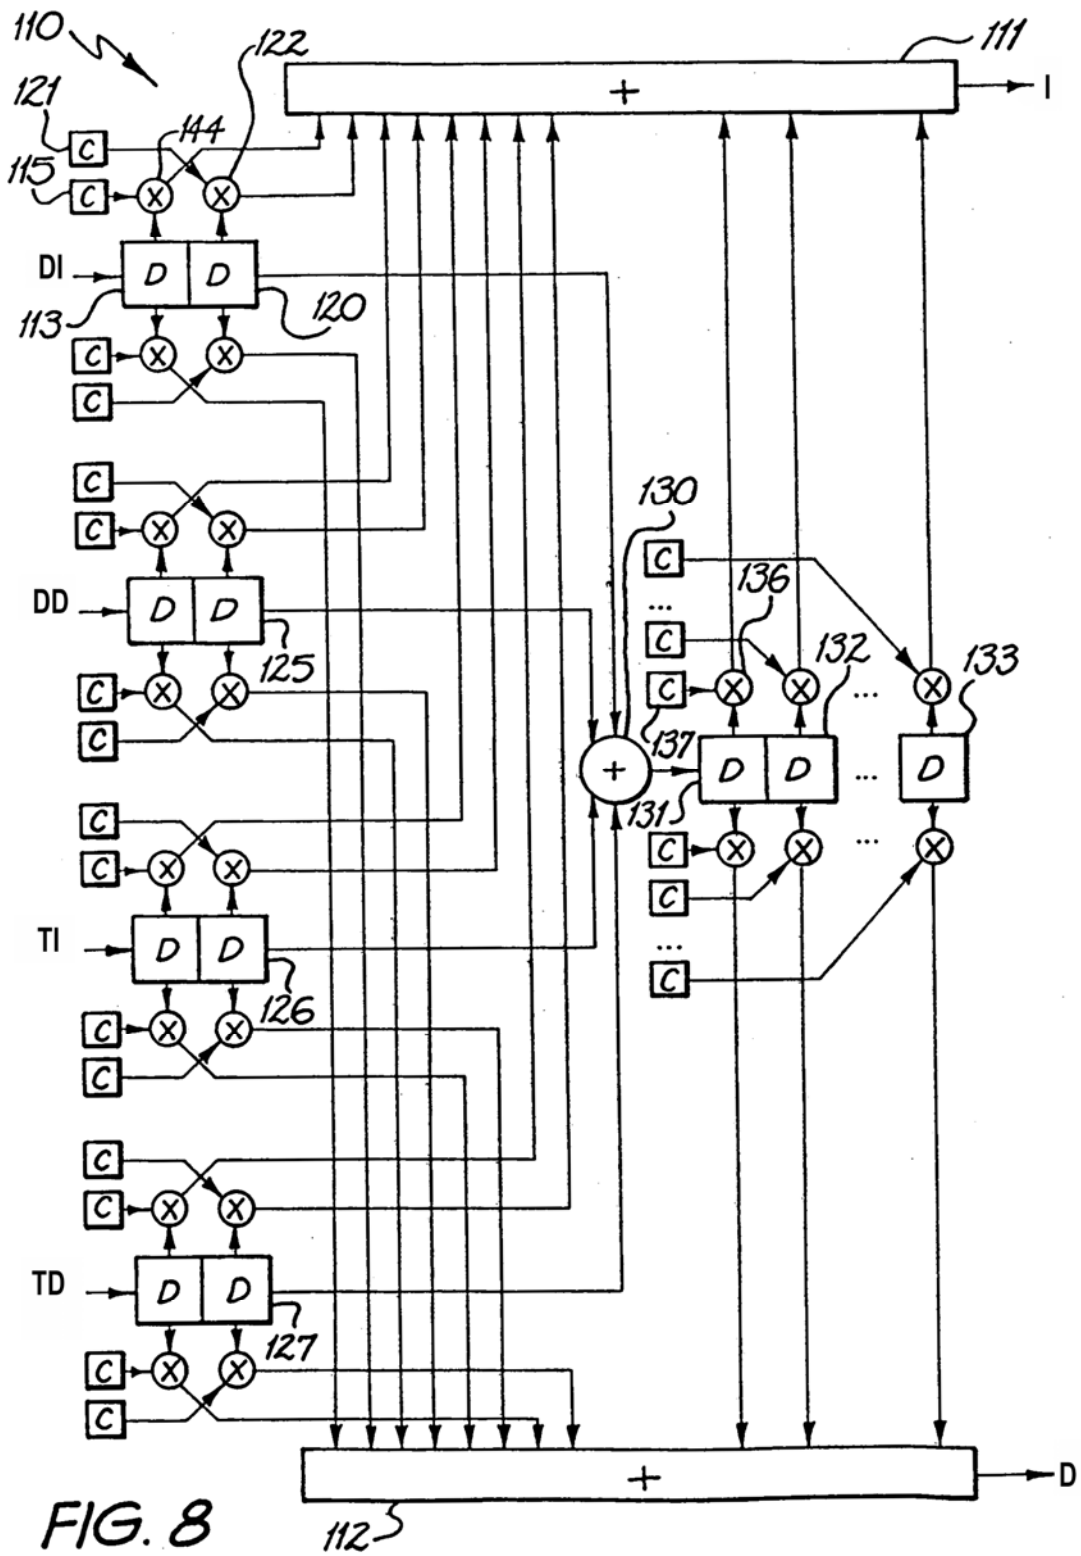 110
122
111
+
I
121
C
144
115
C
X
X
DI
D
D
113
120
C
X
X
C
C
C
X
X
130
C
...
136
DD
D
D
C
125
132
133
C
X
X
C
X
X
...
X
C
137
+
D
D
...
D
131
C
C
X
X
...
X
C
X
X
C
...
TI
D
D
C
126
C
X
X
C
C
C
X
X
TD
D
D
127
C
X
X
C
+
D
FIG. 8
112